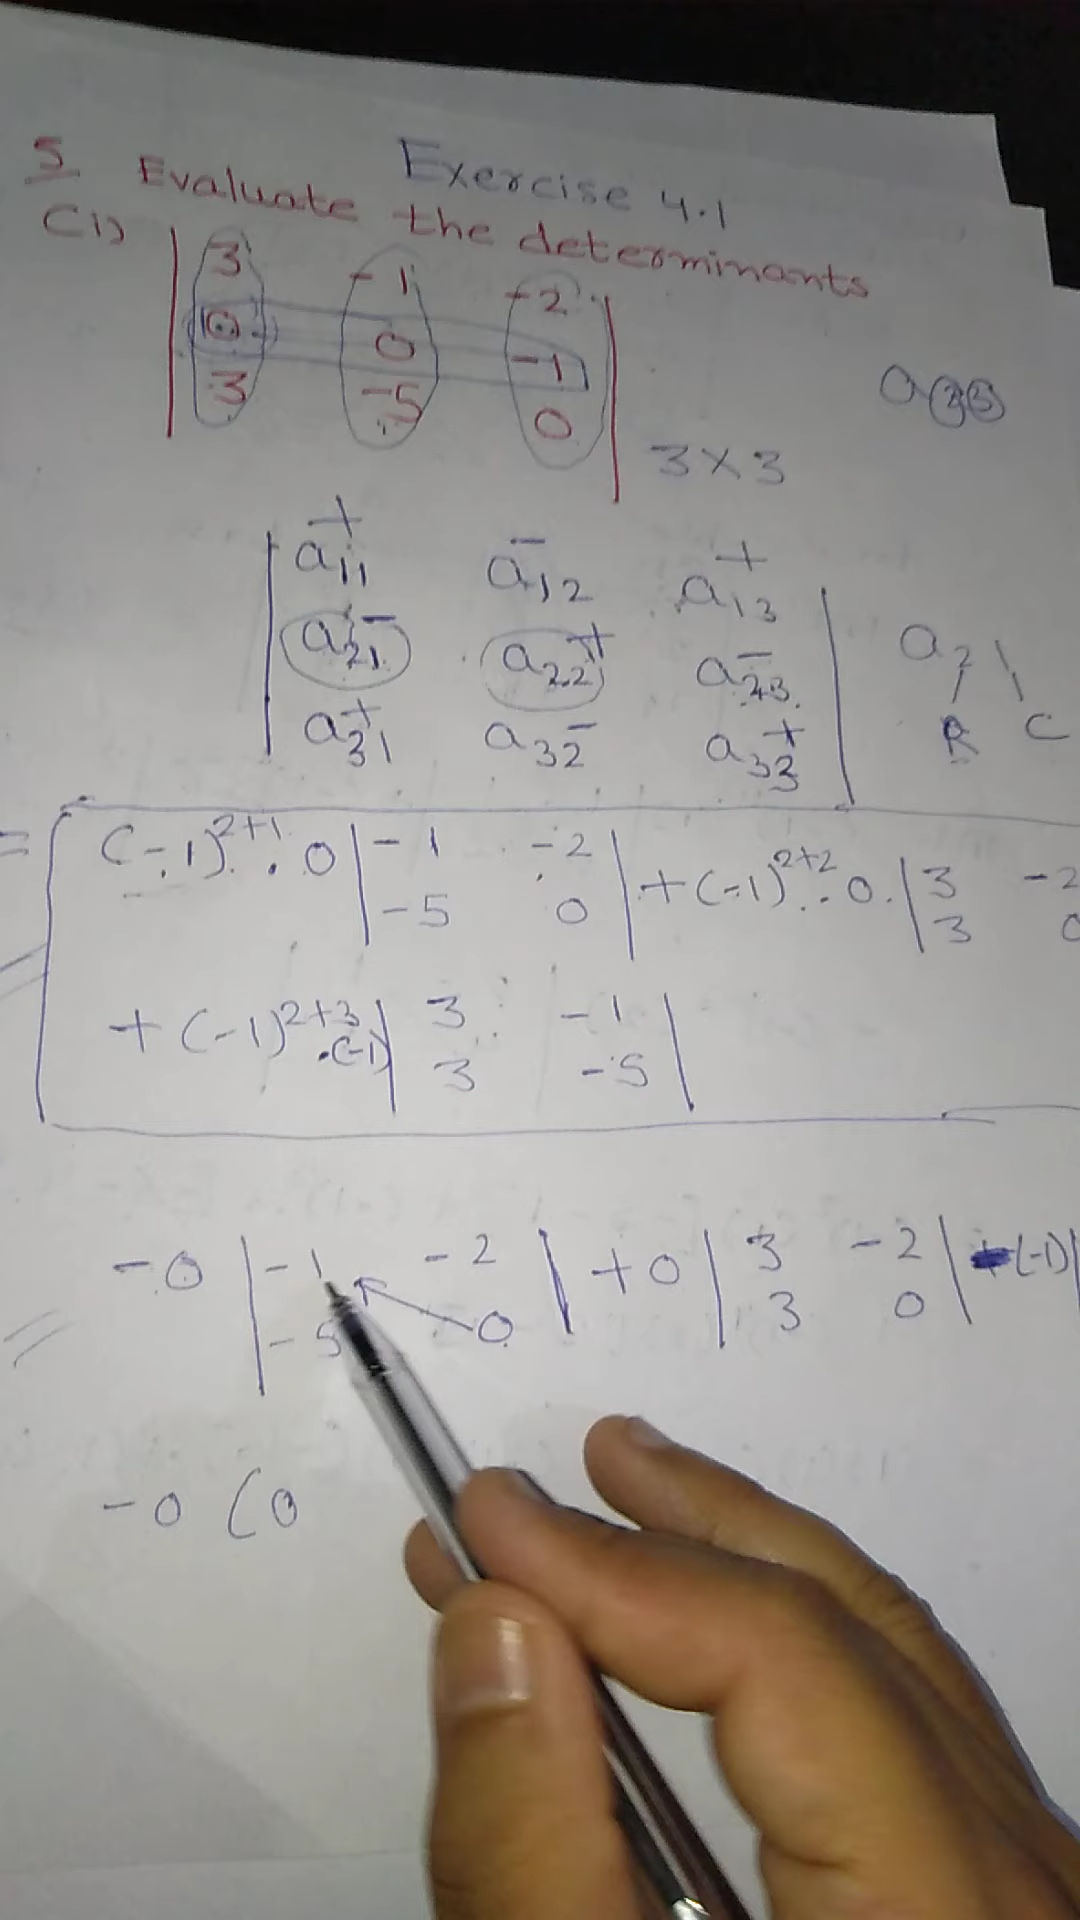 Exercise 4.1
5 Evaluate the determinants
(i) | 3 -1 -2 |
0 0 -1
3 -5 0
3×3
a23
a11+ a12- a13+
a21- a22+ a23-
a31+ a32- a33+
a21
R C
= (-1)^2+1 . 0 | -1 -2 | + (-1)^2+2 . 0 . | 3 -2
-5 0 3 0
+ (-1)^2+3 .(-1) | 3 -1 |
3 -5
= -0 | -1 -2 | + 0 | 3 -2 | (-1) |
-5 0 3 0
-0 (0